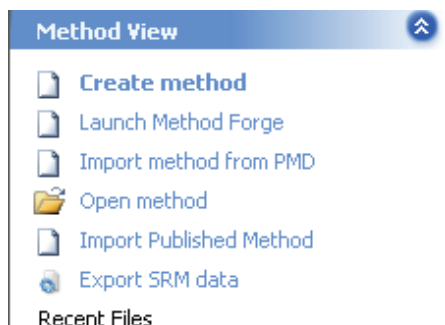 Method View
Create method
Launch Method Forge
Import method from PMD
Open method
Import Published Method
Export SRM data
Recent Files